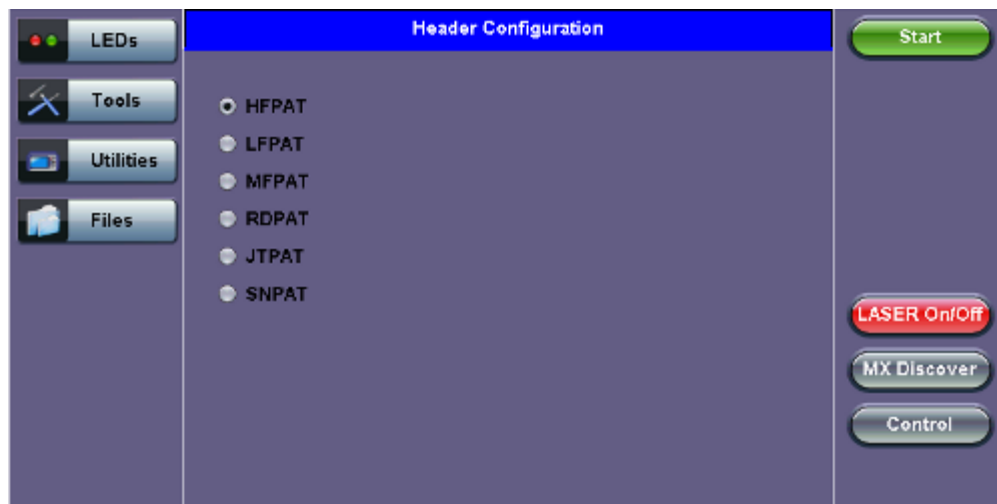 LEDs
Tools
Utilities
Files
Header Configuration
HFPAT
LFPAT
MFPAT
RDPAT
JTPAT
SNPAT
Start
LASER On/Off
MX Discover
Control